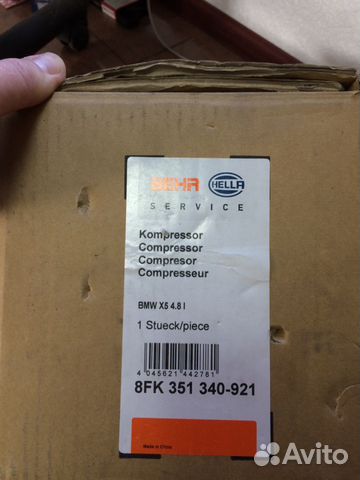 BEHR HELLA
SERVICE
Kompressor
Compressor
Compresor
Compresseur
BMW X5 4.8 l
1 Stueck/piece
4 045621 442761
8FK 351 340-921
Made in China
Avito